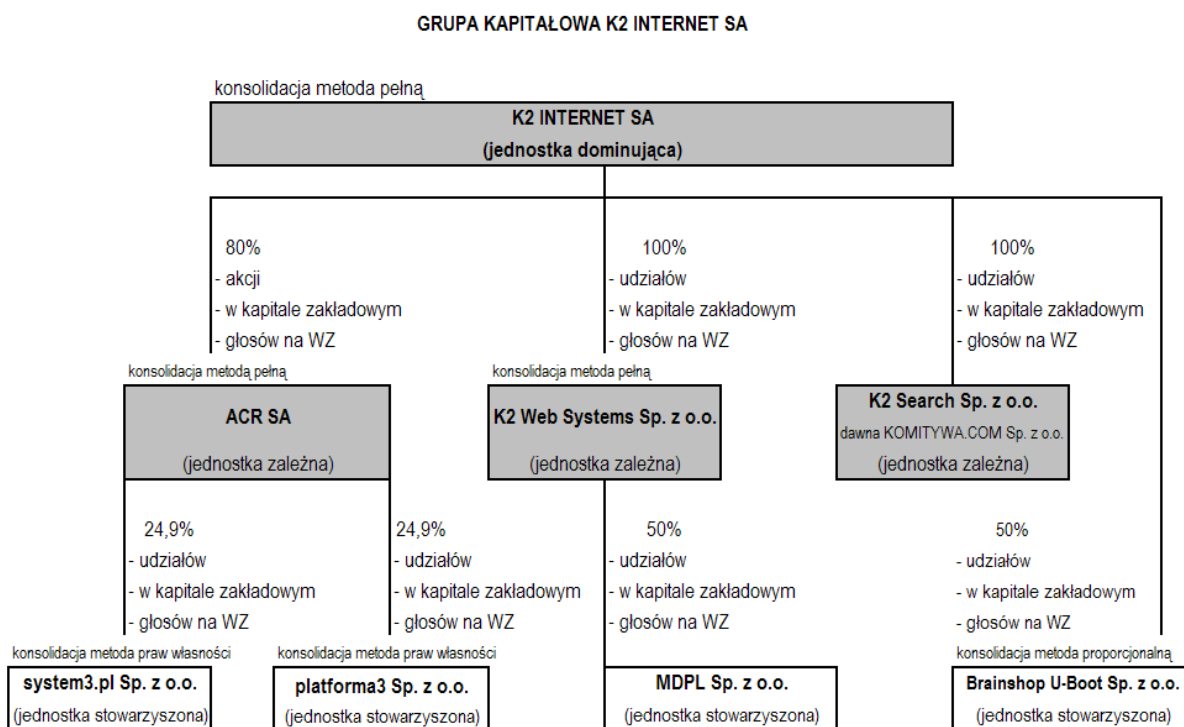 GRUPA KAPITAŁOWA K2 INTERNET SA
konsolidacja metoda pełną
K2 INTERNET SA
(jednostka dominująca)
80%
- akcji
- w kapitale zakładowym
- głosów na WZ
100%
- udziałów
- w kapitale zakładowym
- głosów na WZ
100%
- udziałów
- w kapitale zakładowym
- głosów na WZ
konsolidacja metodą pełną
ACR SA
(jednostka zależna)
konsolidacja metoda pełną
K2 Web Systems Sp. z o.o.
(jednostka zależna)
K2 Search Sp. z o.o.
dawna KOMITYWA.COM Sp. z o.o.
(jednostka zależna)
24,9%
- udziałów
- w kapitale zakładowym
- głosów na WZ
24,9%
- udziałów
- w kapitale zakładowym
- głosów na WZ
50%
- udziałów
- w kapitale zakładowym
- głosów na WZ
50%
- udziałów
- w kapitale zakładowym
- głosów na WZ
konsolidacja metoda praw własności
system3.pl Sp. z o.o.
(jednostka stowarzyszona)
konsolidacja metoda praw własności
platforma3 Sp. z o.o.
(jednostka stowarzyszona)
MDPL Sp. z o.o.
(jednostka stowarzyszona)
konsolidacja metoda proporcjonalną
Brainshop U-Boot Sp. z o.o.
(jednostka stowarzyszona)